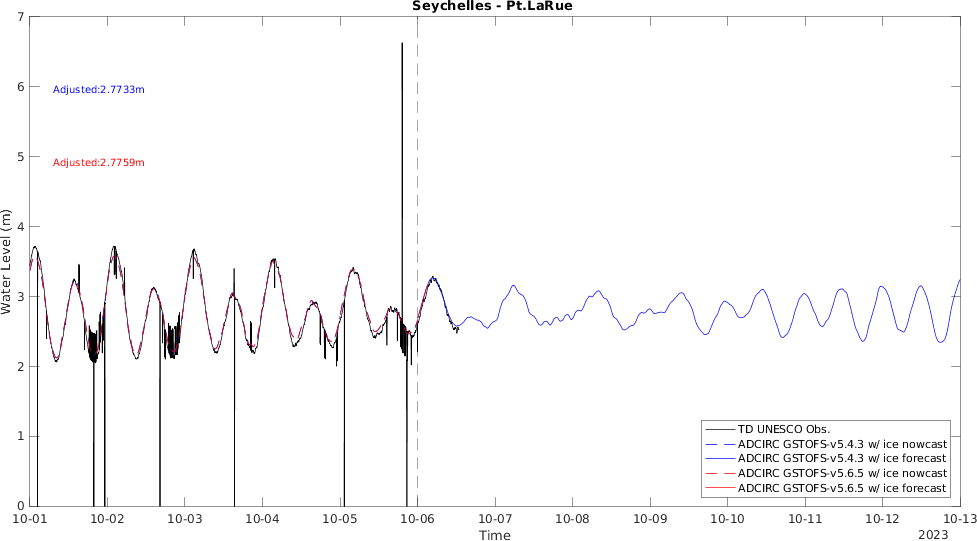 Seychelles - Pt.LaRue
7
6
5
4
3
2
1
0
Water Level (m)
Adjusted:2.7733m
Adjusted:2.7759m
TD UNESCO Obs.
ADCIRC GSTOFS-v5.4.3 w/ ice nowcast
ADCIRC GSTOFS-v5.4.3 w/ ice forecast
ADCIRC GSTOFS-v5.6.5 w/ ice nowcast
ADCIRC GSTOFS-v5.6.5 w/ ice forecast
10-01 10-02 10-03 10-04 10-05 10-06 10-07 10-08 10-09 10-10 10-11 10-12 10-13
Time
2023